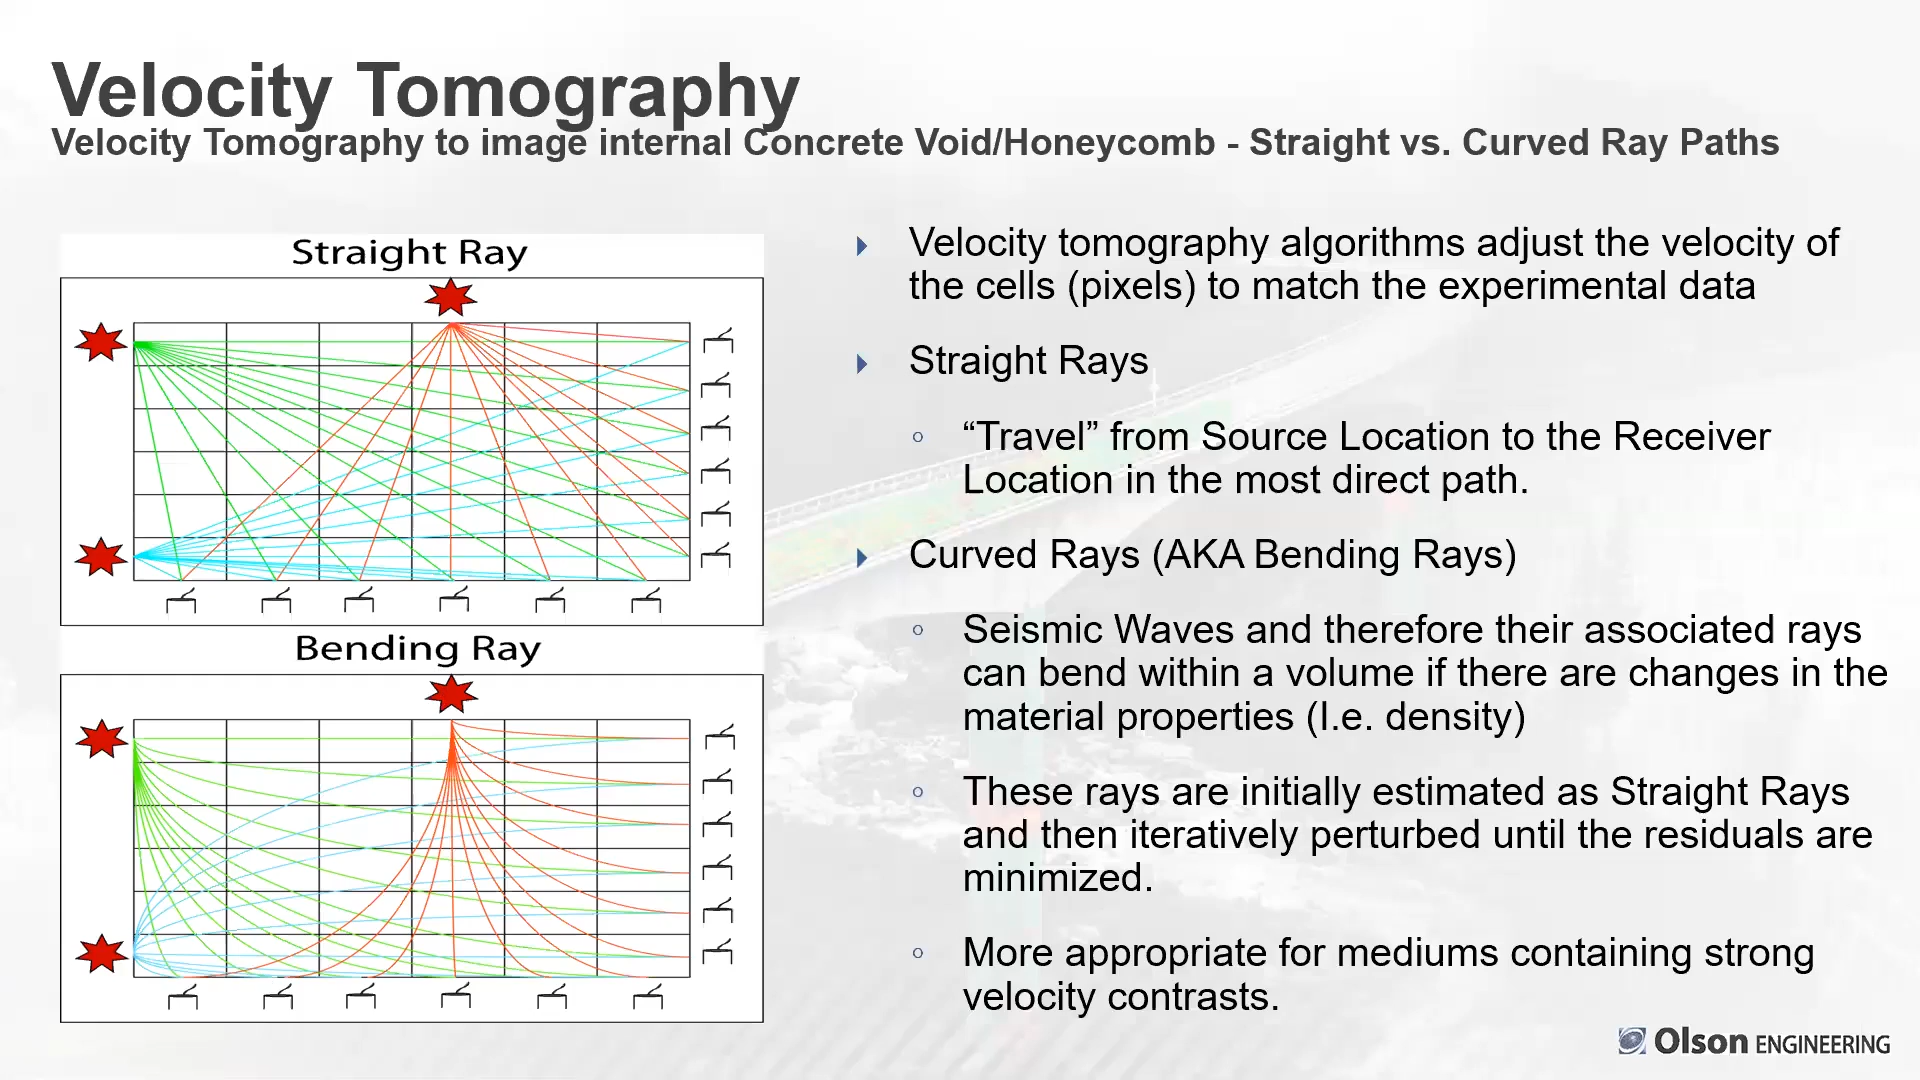 Velocity Tomography
Velocity Tomography to image internal Concrete Void/Honeycomb - Straight vs. Curved Ray Paths
Straight Ray
Bending Ray
Velocity tomography algorithms adjust the velocity of
the cells (pixels) to match the experimental data
Straight Rays
“Travel” from Source Location to the Receiver
Location in the most direct path.
Curved Rays (AKA Bending Rays)
Seismic Waves and therefore their associated rays
can bend within a volume if there are changes in the
material properties (I.e. density)
These rays are initially estimated as Straight Rays
and then iteratively perturbed until the residuals are
minimized.
More appropriate for mediums containing strong
velocity contrasts.
Olson ENGINEERING